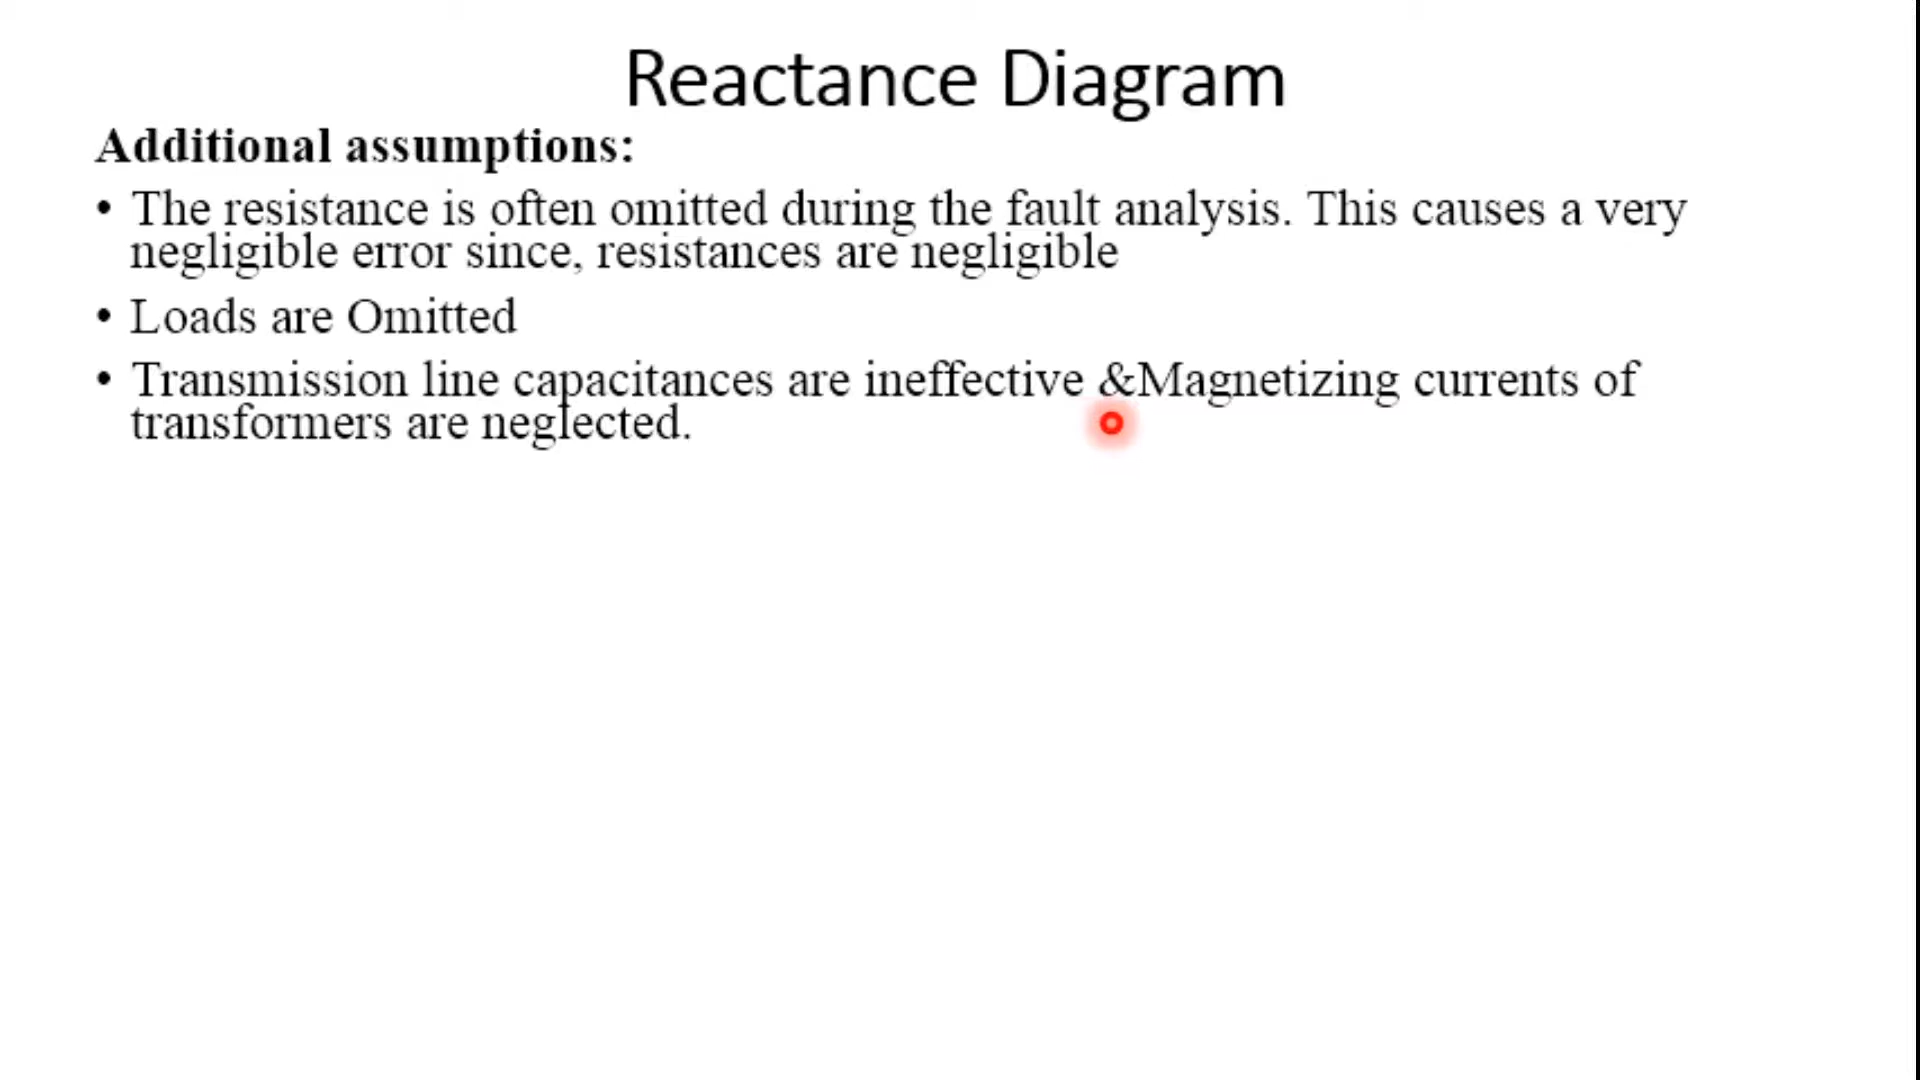 Reactance Diagram
Additional assumptions:
• The resistance is often omitted during the fault analysis. This causes a very
negligible error since, resistances are negligible
• Loads are Omitted
• Transmission line capacitances are ineffective &Magnetizing currents of
transformers are neglected.